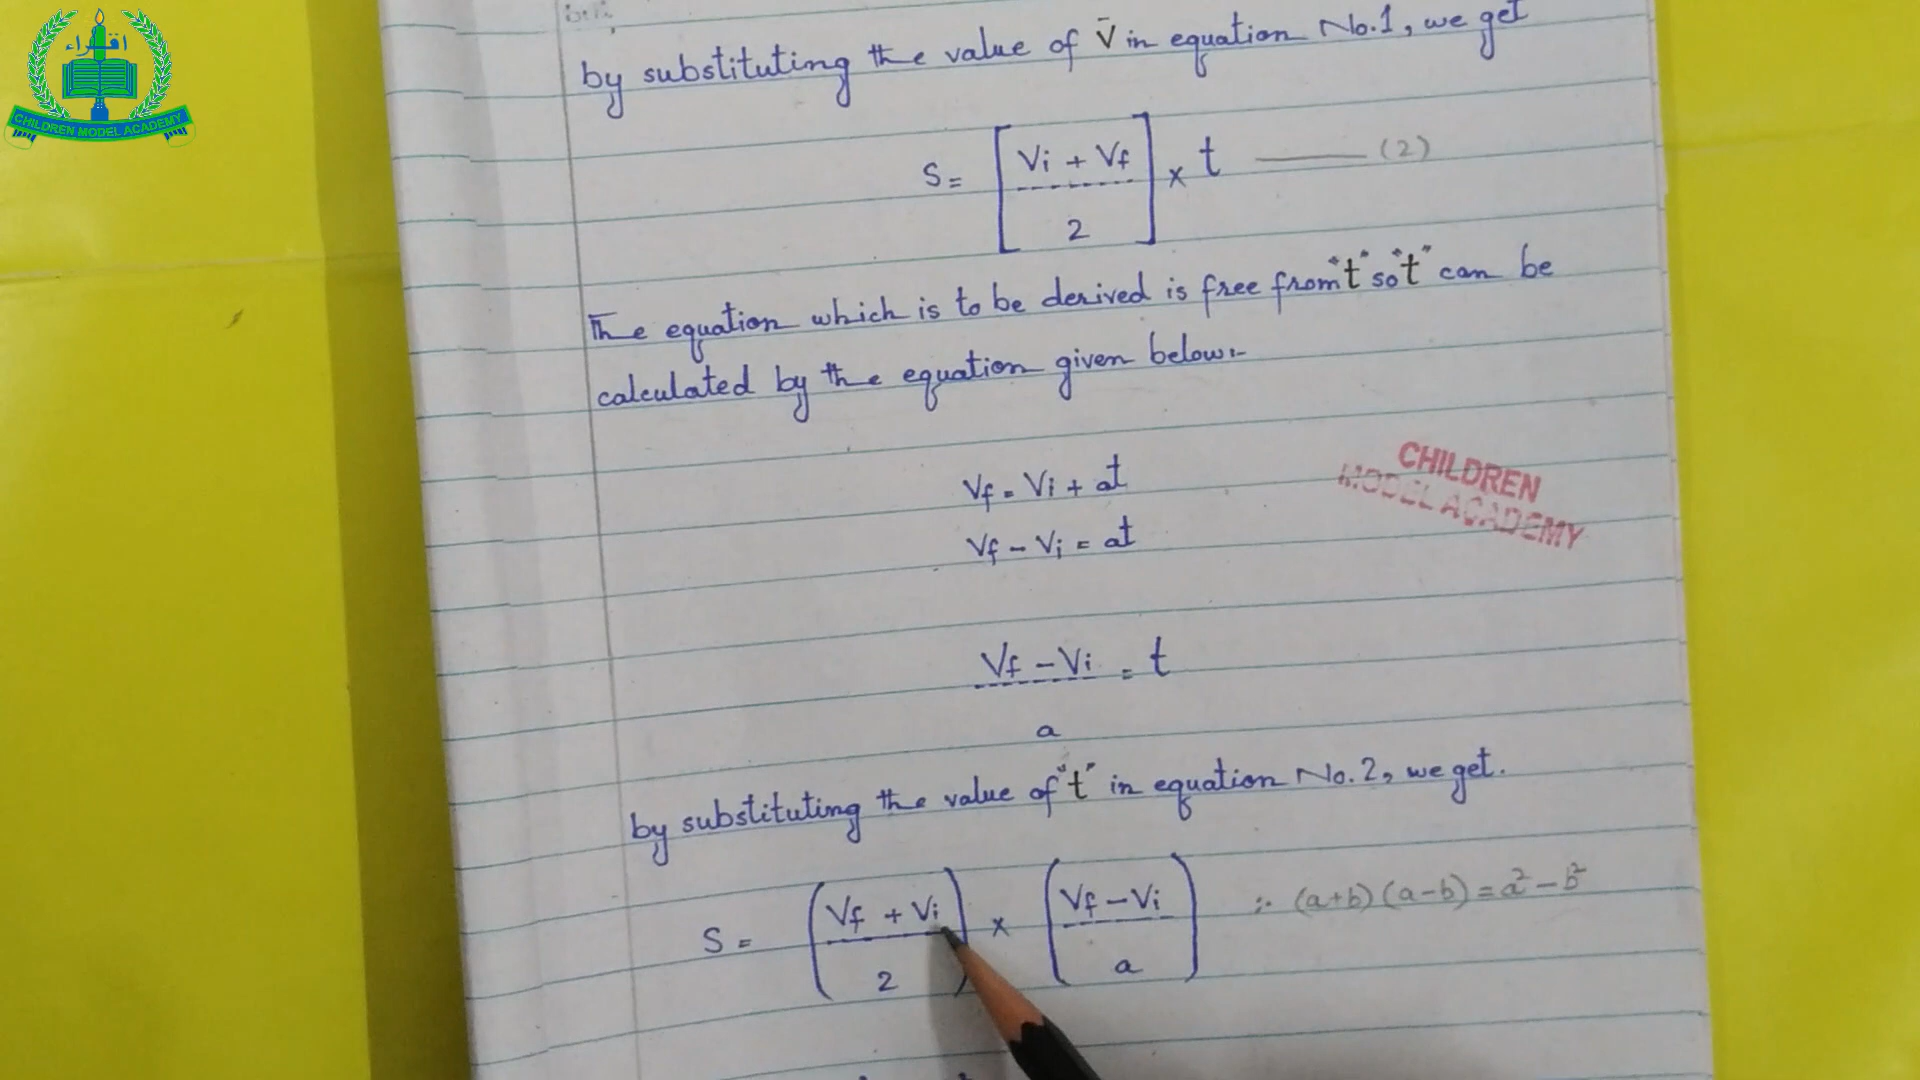 اقراء
CHILDREN MODEL ACADEMY
by substituting the value of V̄ in equation No.1, we get
S = [Vi + Vf / 2] × t —— (2)
The equation which is to be derived is free from "t" so "t" can be
calculated by the equation given below:-
Vf = Vi + at
Vf - Vi = at
Vf - Vi / a = t
CHILDREN
MODEL ACADEMY
by substituting the value of "t" in equation No.2, we get.
S = (Vf + Vi / 2) × (Vf - Vi / a) ∴ (a+b)(a-b) = a² - b²